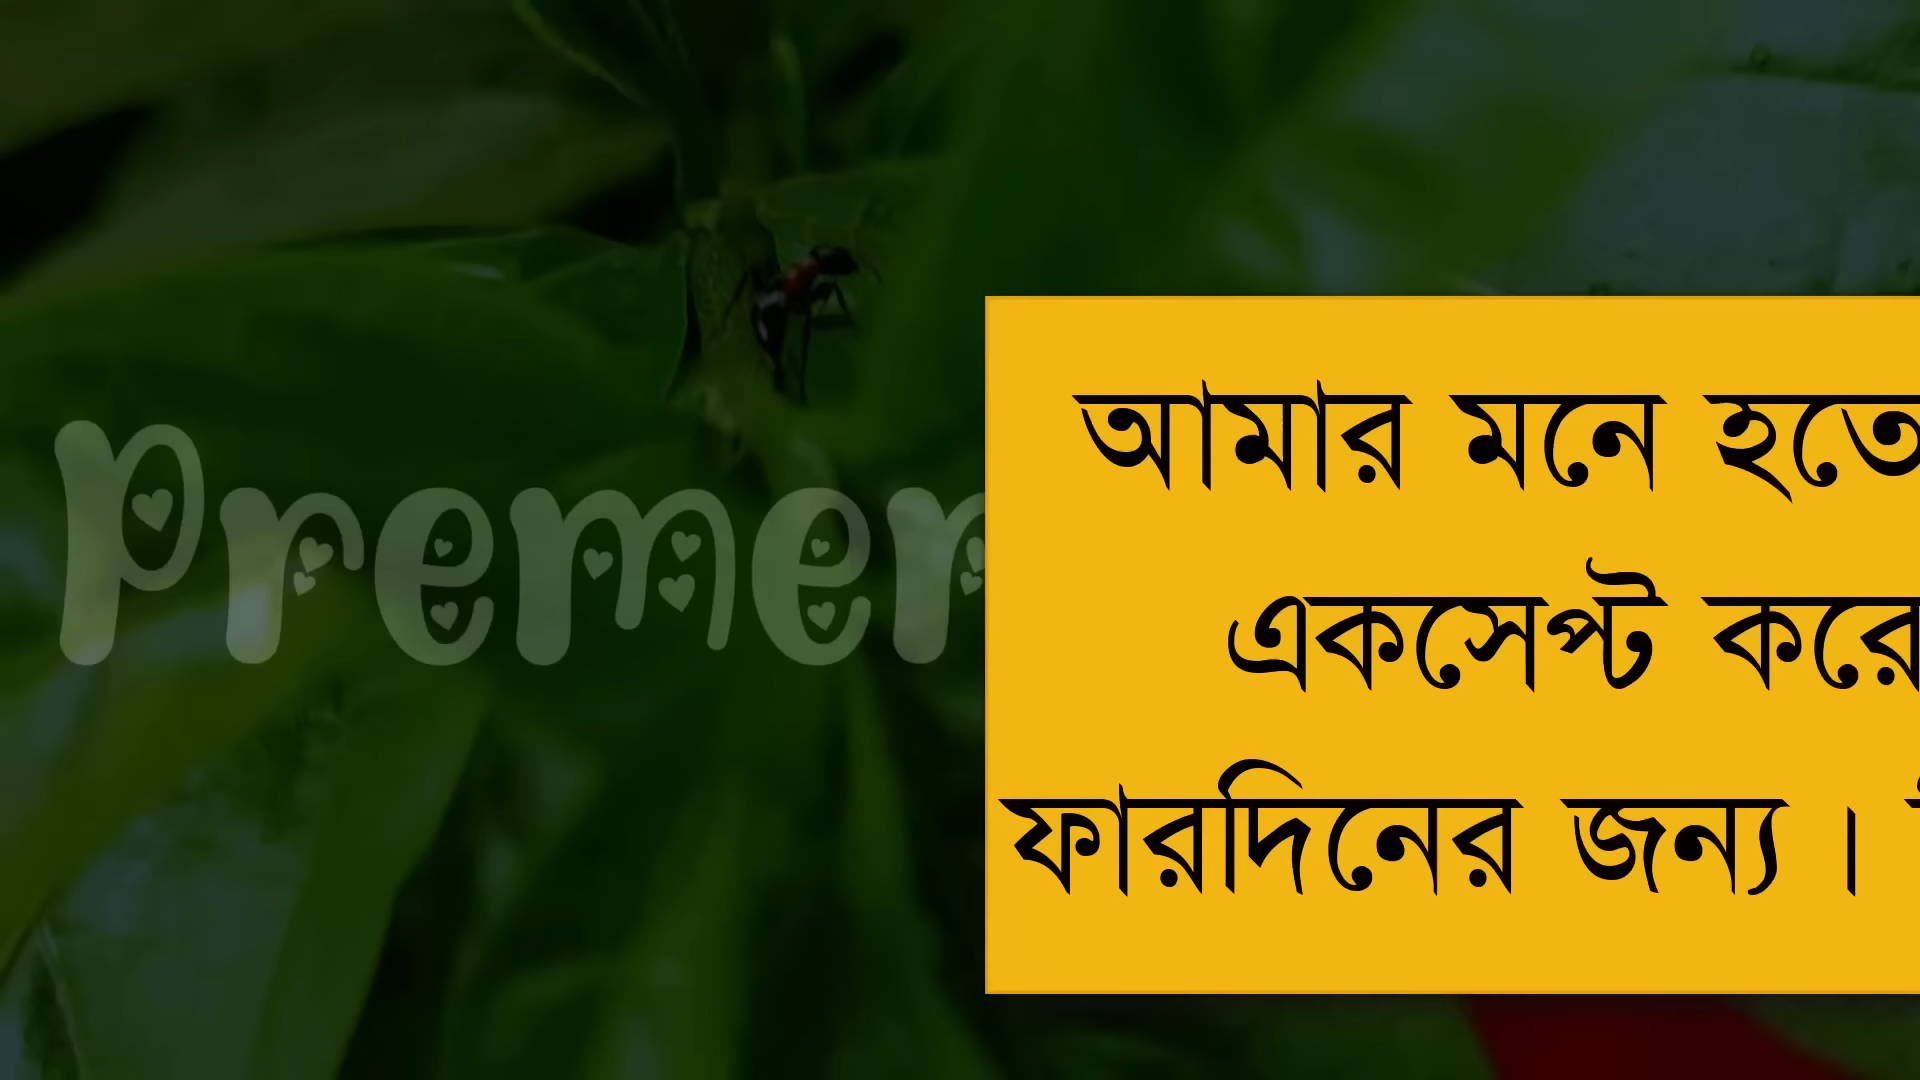 Premer
আমার মনে হতে
একসেপ্ট করে
ফারদিনের জন্য ।